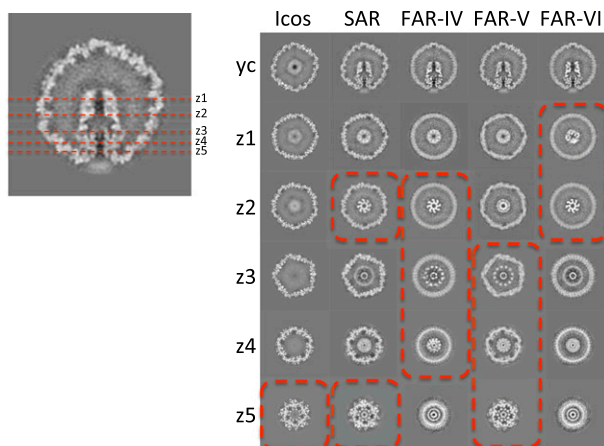 Icos SAR FAR-IV FAR-V FAR-VI
yc
z1
z2
z3
z4
z5
z1
z2
z3
z4
z5